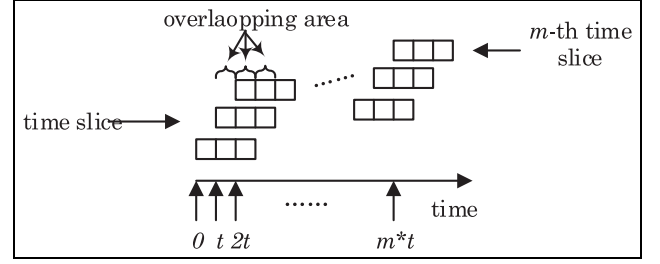 overlaopping area
m-th time
slice
......
time slice
......
time
0 t 2t m*t